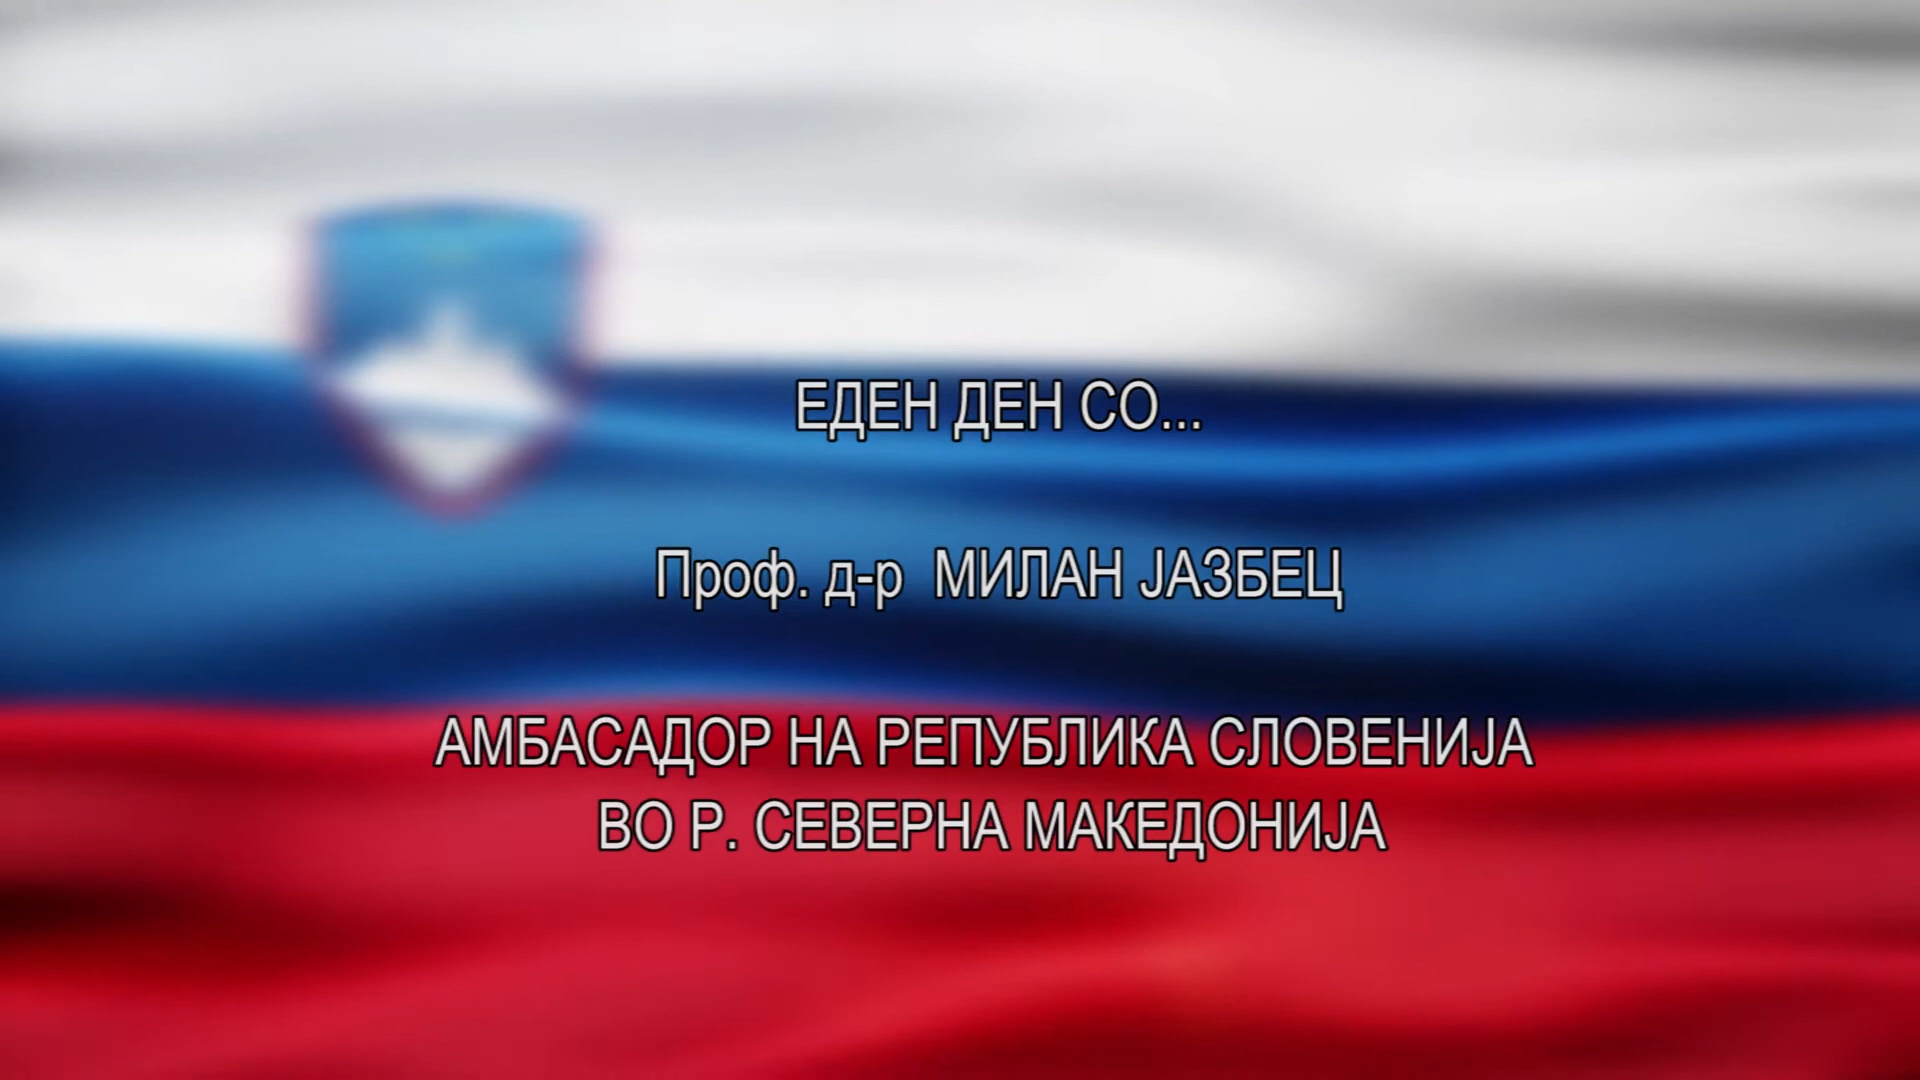 ЕДЕН ДЕН СО...
Проф. д-р МИЛАН ЈАЗБЕЦ
АМБАСАДОР НА РЕПУБЛИКА СЛОВЕНИЈА
ВО Р. СЕВЕРНА МАКЕДОНИЈА